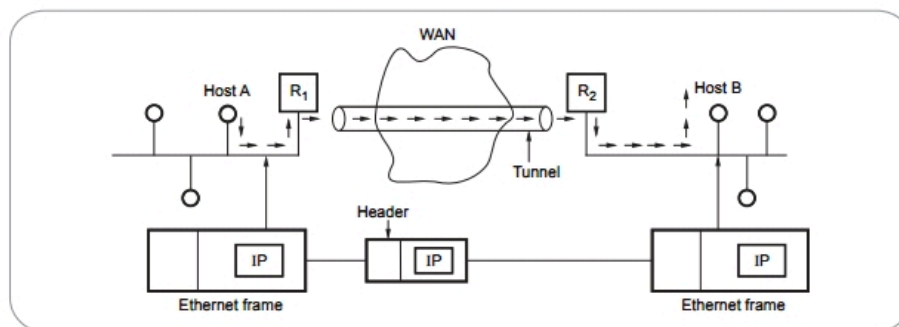 WAN
Host A
R1
R2
Host B
Tunnel
Header
IP
IP
IP
Ethernet frame
Ethernet frame